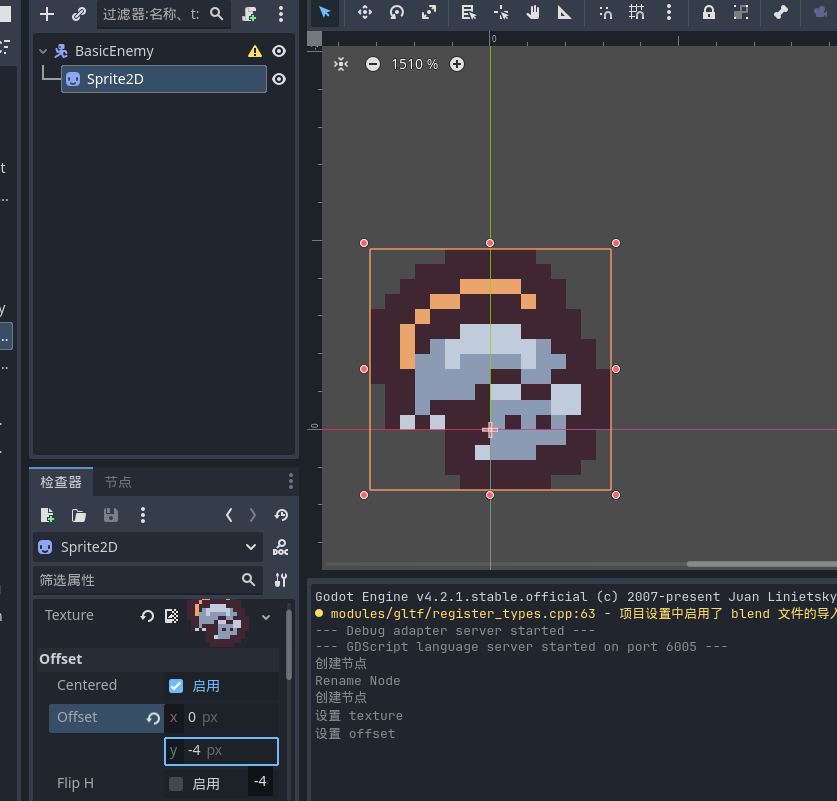 过滤器:名称、t:
BasicEnemy
Sprite2D
0
1510 %
0
检查器
节点
Sprite2D
DOC
筛选属性
Texture
Offset
Centered
启用
Offset
x 0 px
y -4 px
Flip H
启用
-4
Godot Engine v4.2.1.stable.official (c) 2007-present Juan Linietsky
modules/gltf/register_types.cpp:63 - 项目设置中启用了 blend 文件的导入
--- Debug adapter server started ---
--- GDScript language server started on port 6005 ---
创建节点
Rename Node
创建节点
设置 texture
设置 offset